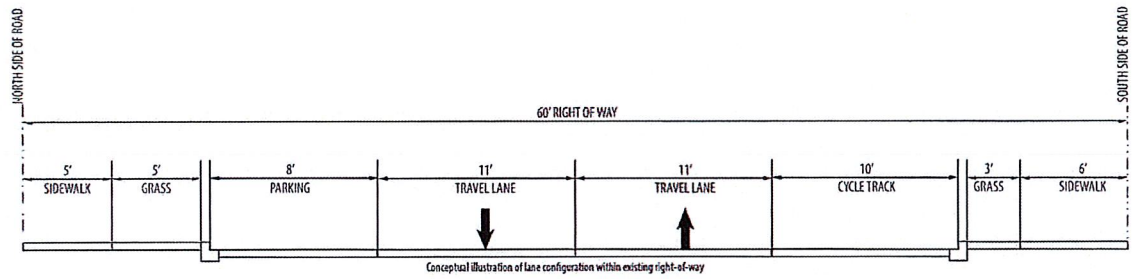 NORTH SIDE OF ROAD
SOUTH SIDE OF ROAD
60' RIGHT OF WAY
5' 5' 8' 11' 11' 10' 3' 6'
SIDEWALK GRASS PARKING TRAVEL LANE TRAVEL LANE CYCLE TRACK GRASS SIDEWALK
Conceptual illustration of lane configuration within existing right-of-way